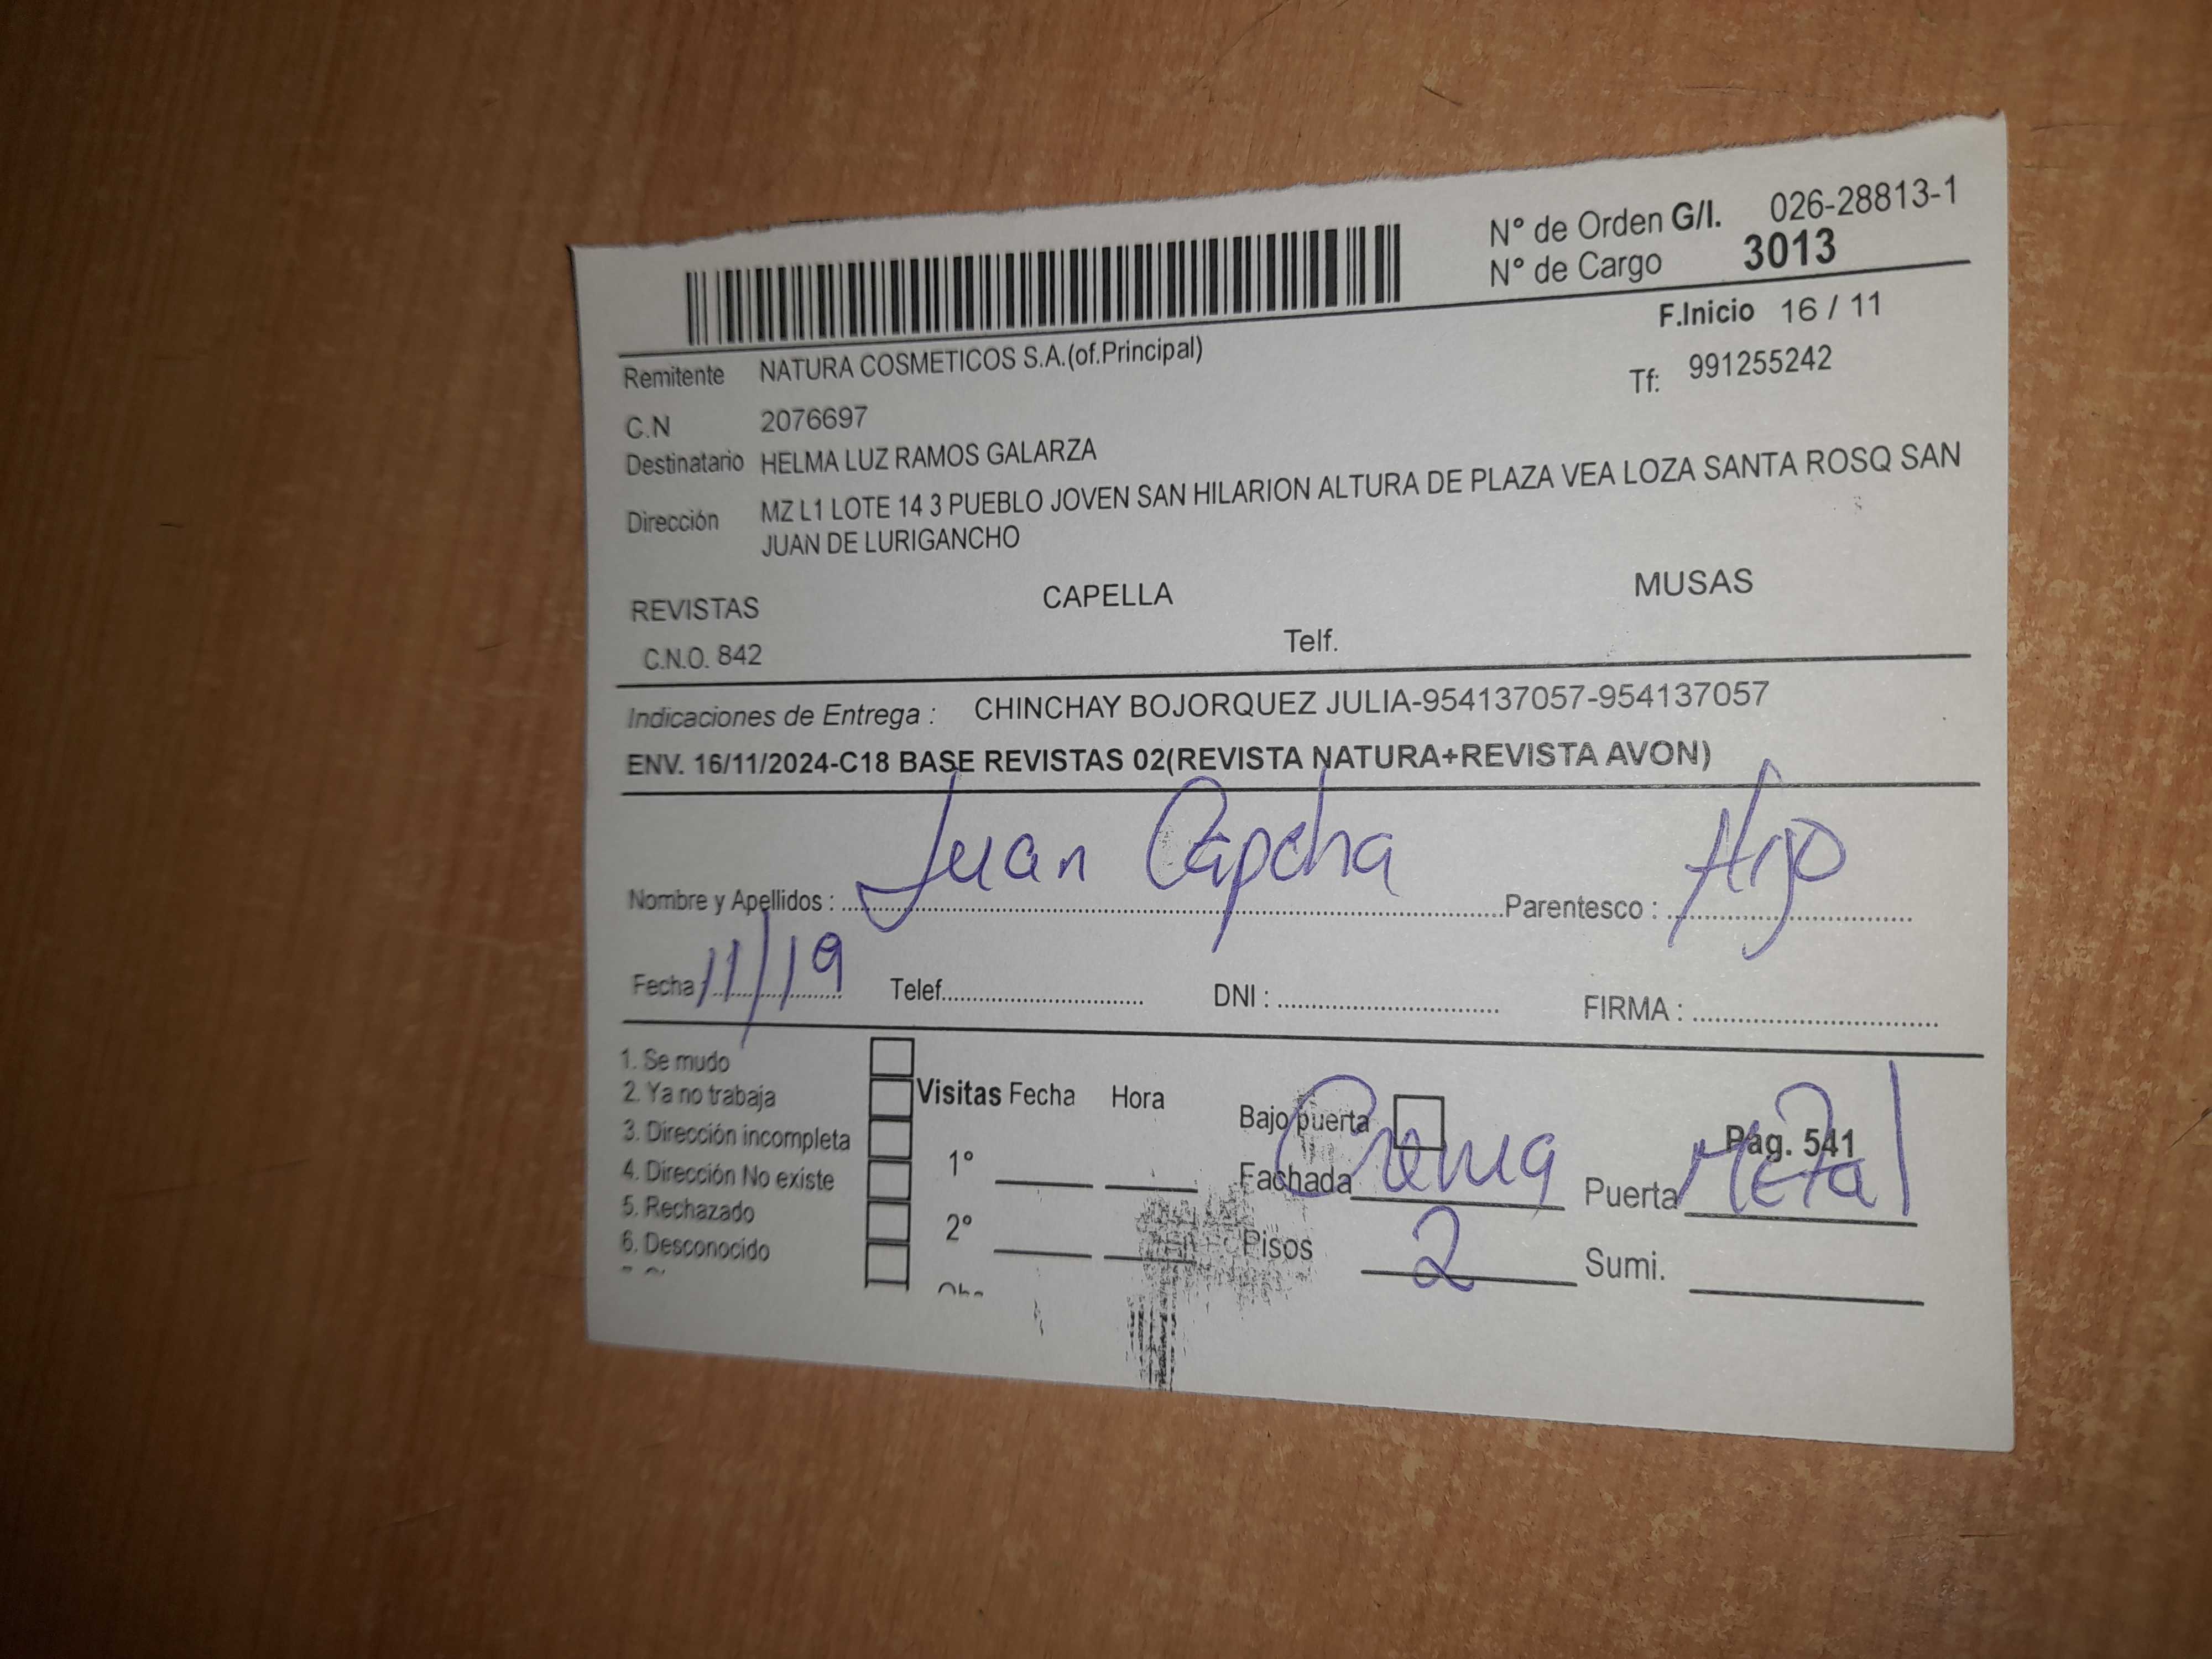 N° de Orden G/I. 026-28813-1
N° de Cargo 3013
F.Inicio 16 / 11
Remitente NATURA COSMETICOS S.A.(of.Principal)
Tf: 991255242
C.N 2076697
Destinatario HELMA LUZ RAMOS GALARZA
Dirección MZ L1 LOTE 14 3 PUEBLO JOVEN SAN HILARION ALTURA DE PLAZA VEA LOZA SANTA ROSQ SAN
JUAN DE LURIGANCHO
REVISTAS CAPELLA MUSAS
C.N.O. 842 Telf.
Indicaciones de Entrega : CHINCHAY BOJORQUEZ JULIA-954137057-954137057
ENV. 16/11/2024-C18 BASE REVISTAS 02(REVISTA NATURA+REVISTA AVON)
Nombre y Apellidos : Juan Capcha Parentesco : Hijo
Fecha : 11/19 Telef. DNI : FIRMA :
1. Se mudo
2. Ya no trabaja
3. Dirección incompleta
4. Dirección No existe
5. Rechazado
6. Desconocido
Visitas Fecha Hora
1°
2°
Bajo puerta Pag. 541
Fachada Crema Puerta Metal
Pisos 2 Sumi.